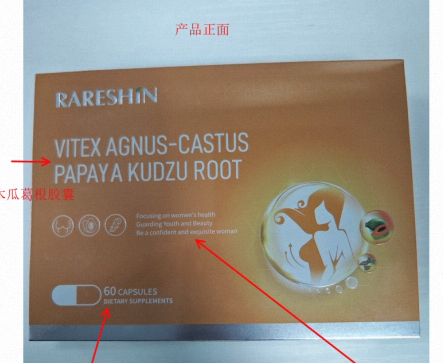 产品正面
RARESHIN
VITEX AGNUS-CASTUS
PAPAYA KUDZU ROOT
木瓜葛根胶囊
Focusing on women's health
Guarding Youth and Beauty
Be a confident and exquisite woman
60 CAPSULES
DIETARY SUPPLEMENTS